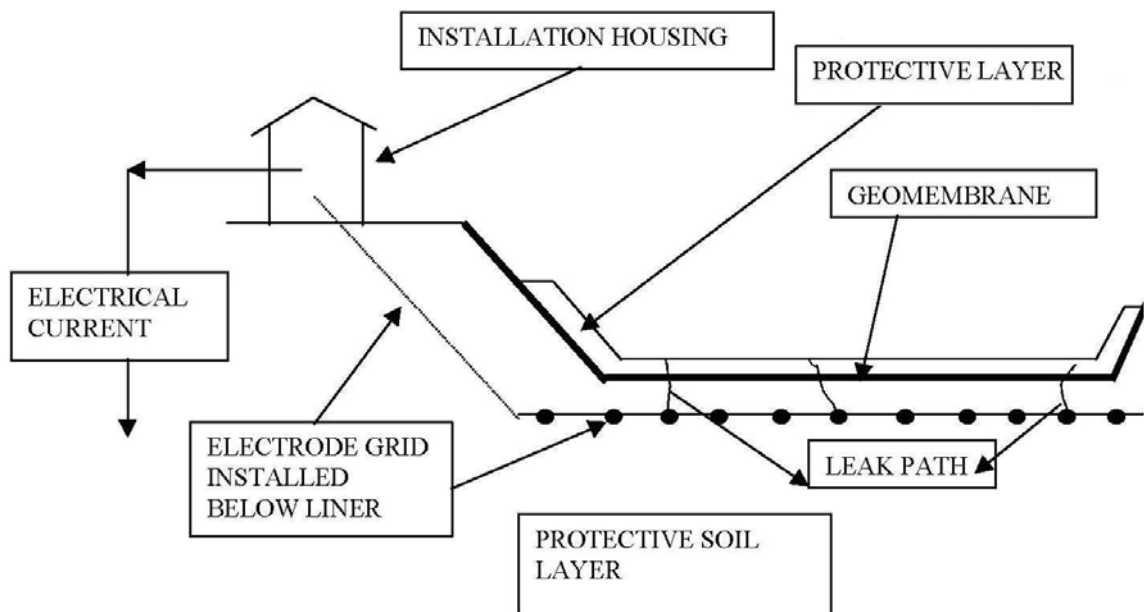 INSTALLATION HOUSING
PROTECTIVE LAYER
GEOMEMBRANE
ELECTRICAL
CURRENT
ELECTRODE GRID
INSTALLED
BELOW LINER
LEAK PATH
PROTECTIVE SOIL
LAYER